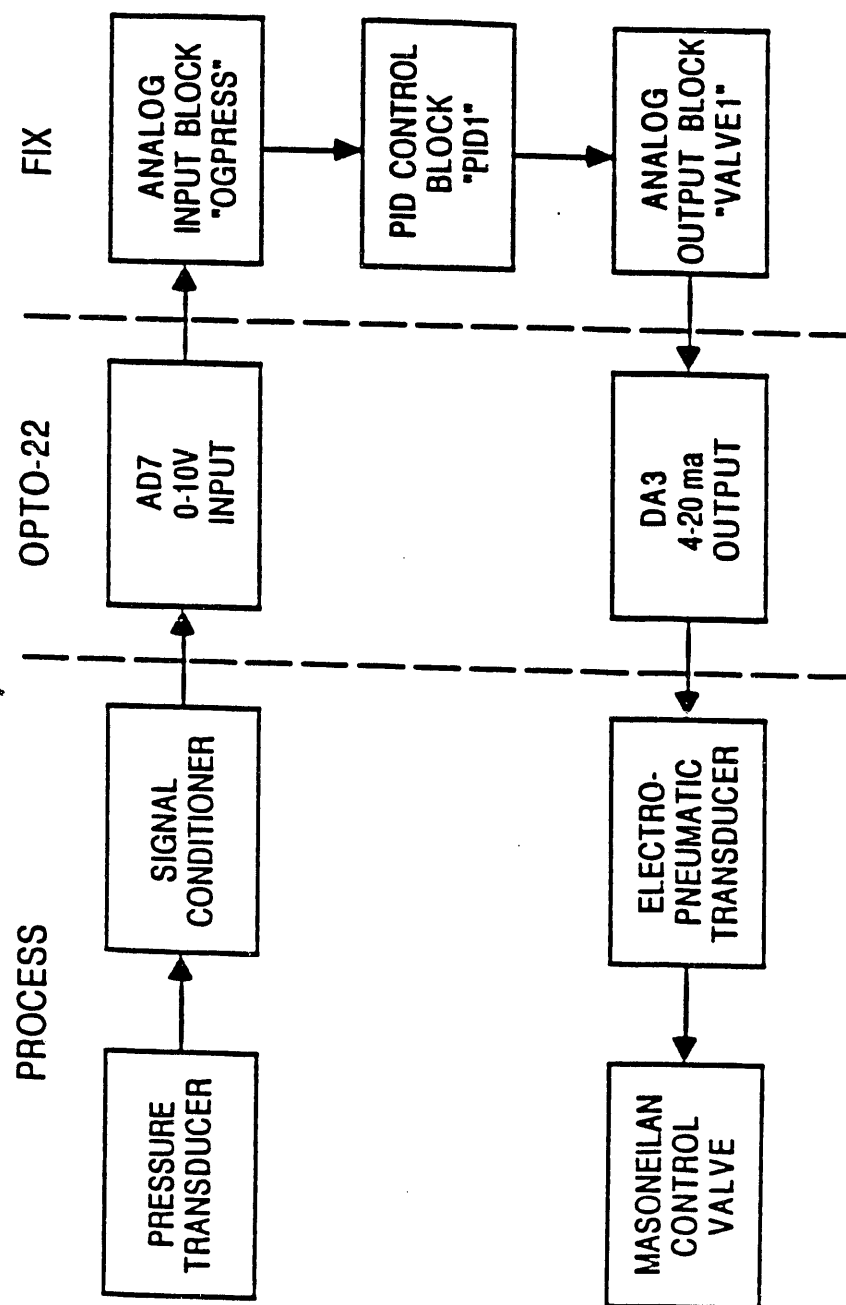 PROCESS
OPTO-22
FIX
PRESSURE
TRANSDUCER
SIGNAL
CONDITIONER
AD7
0-10V
INPUT
ANALOG
INPUT BLOCK
"OGPRESS"
PID CONTROL
BLOCK
"PID1"
MASONEILAN
CONTROL
VALVE
ELECTRO-
PNEUMATIC
TRANSDUCER
DA3
4-20 ma
OUTPUT
ANALOG
OUTPUT BLOCK
"VALVE1"